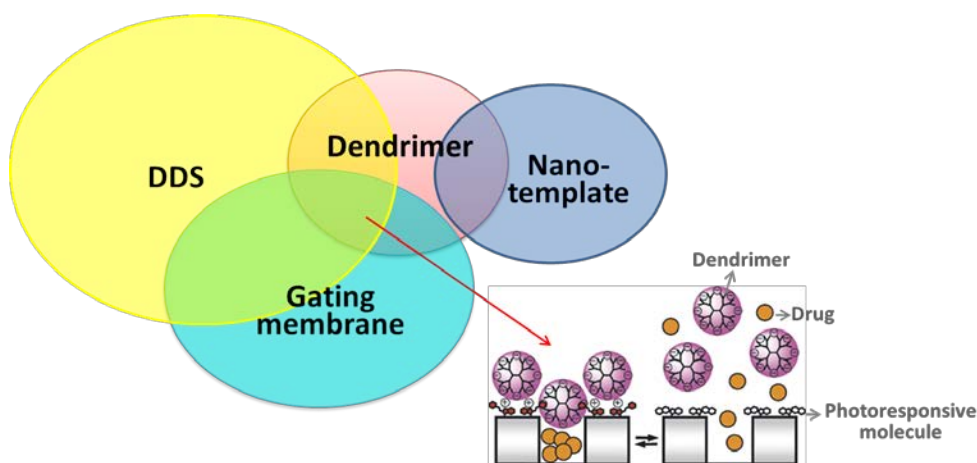 DDS
Dendrimer
Nano-
template
Gating
membrane
Dendrimer
Drug
Photoresponsive
molecule